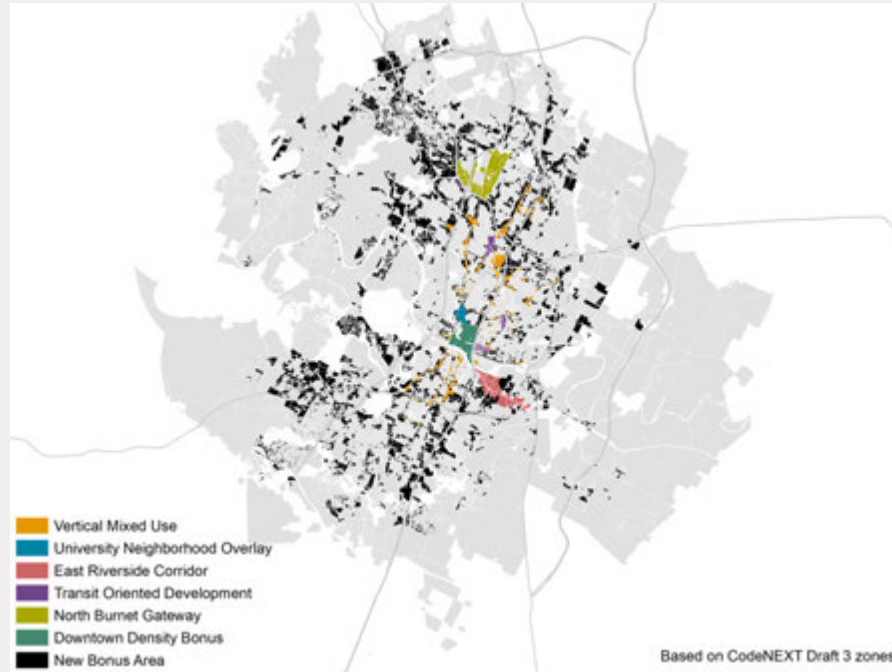 Vertical Mixed Use
University Neighborhood Overlay
East Riverside Corridor
Transit Oriented Development
North Burnet Gateway
Downtown Density Bonus
New Bonus Area
Based on CodeNEXT Draft 3 zones